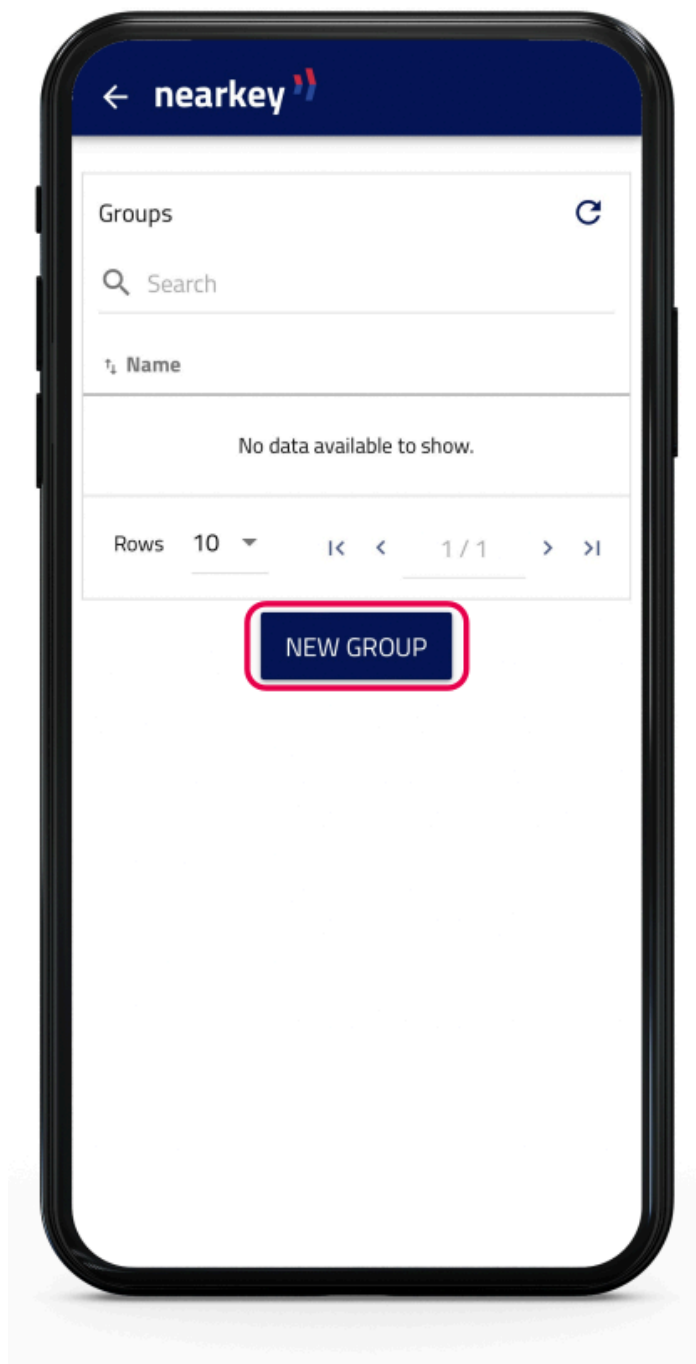 nearkey
Groups
Search
Name
No data available to show.
Rows 10 1 / 1
NEW GROUP